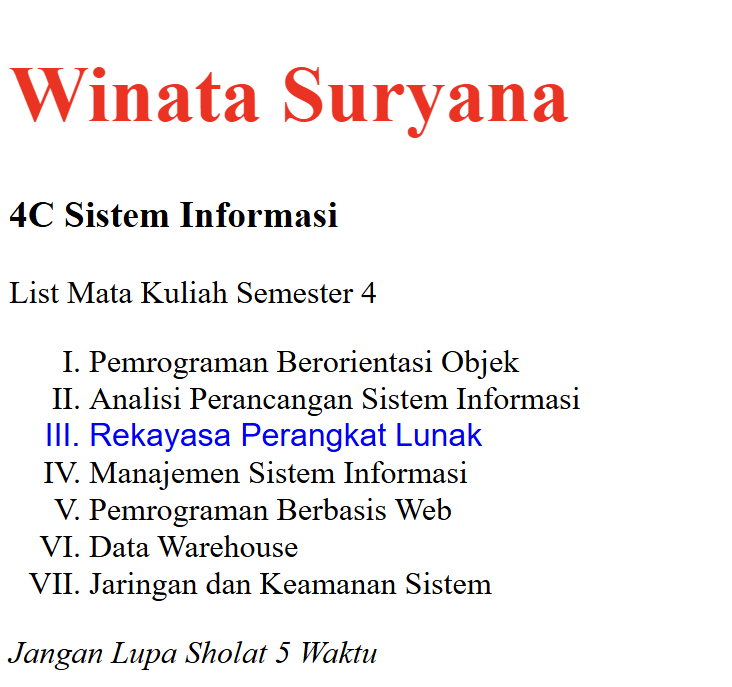 Winata Suryana
4C Sistem Informasi
List Mata Kuliah Semester 4
I. Pemrograman Berorientasi Objek
II. Analisi Perancangan Sistem Informasi
III. Rekayasa Perangkat Lunak
IV. Manajemen Sistem Informasi
V. Pemrograman Berbasis Web
VI. Data Warehouse
VII. Jaringan dan Keamanan Sistem
Jangan Lupa Sholat 5 Waktu